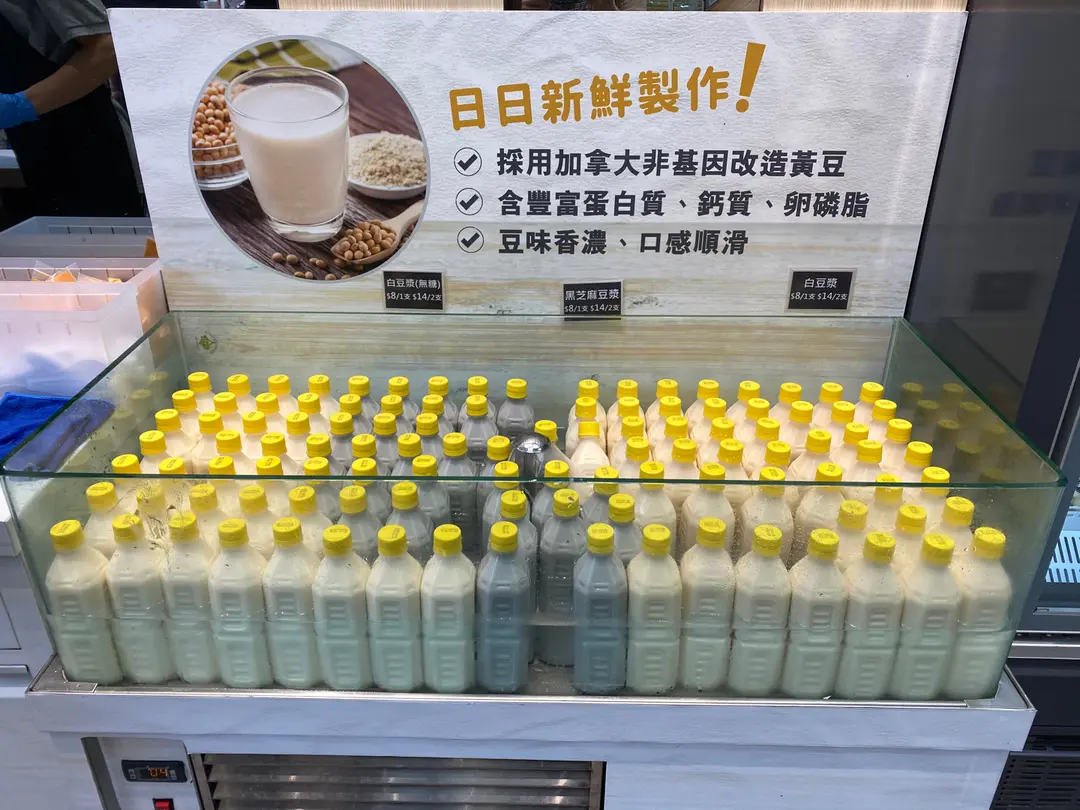 日日新鮮製作!
採用加拿大非基因改造黃豆
含豐富蛋白質、鈣質、卵磷脂
豆味香濃、口感順滑
白豆漿(無糖)
$8/1支 $14/2支
黑芝麻豆漿
$8/1支 $14/2支
白豆漿
$8/1支 $14/2支